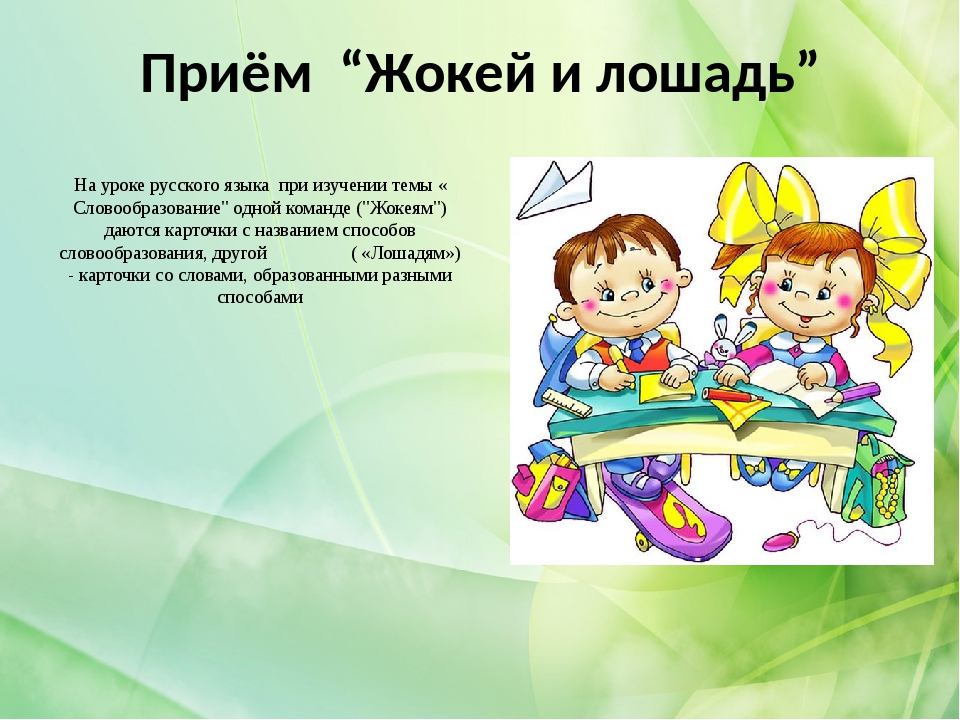 Приём “Жокей и лошадь”
На уроке русского языка при изучении темы «
Словообразование" одной команде ("Жокеям")
даются карточки с названием способов
словообразования, другой ( «Лошадям»)
- карточки со словами, образованными разными
способами